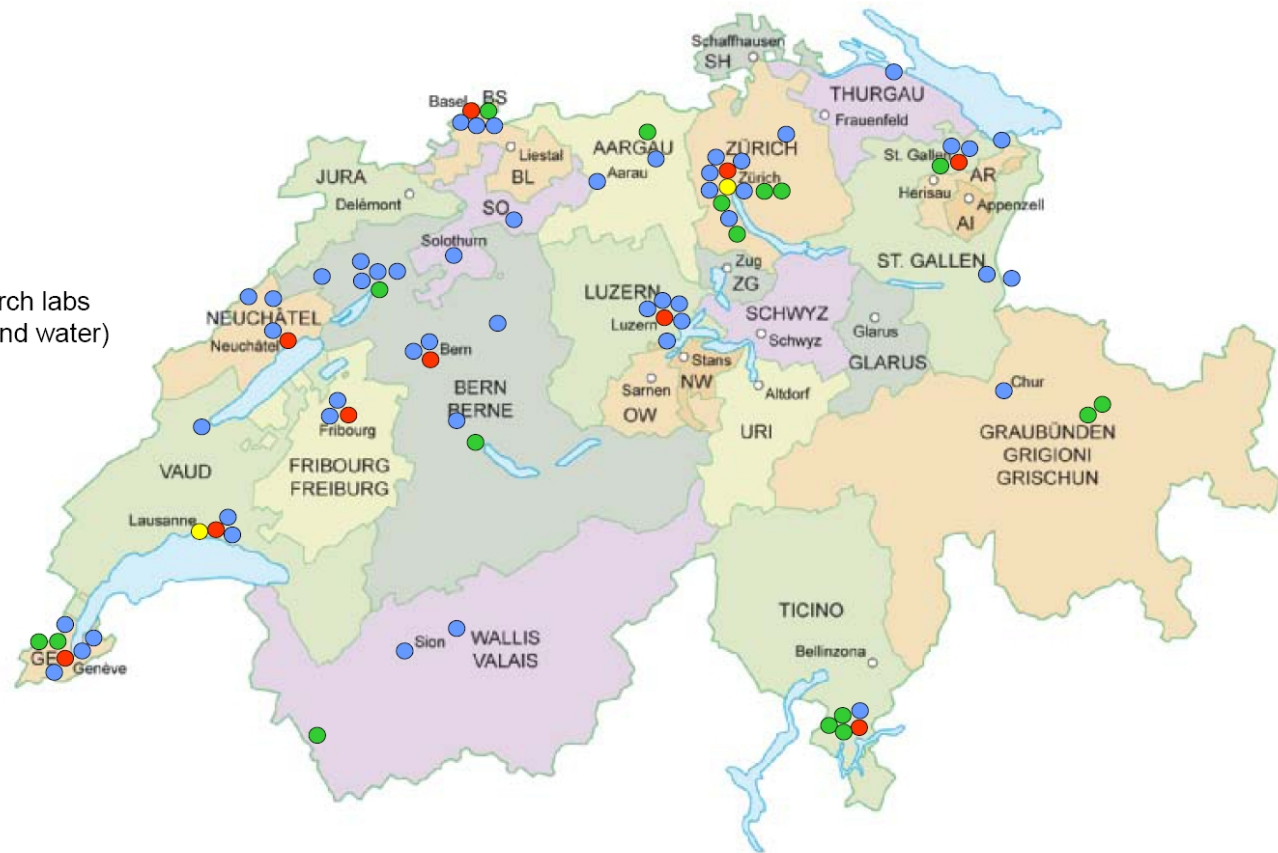 Schaffhausen
SH
THURGAU
Frauenfeld
Basel BS
Liestal
BL
AARGAU
Aarau
ZÜRICH
Zürich
St. Gallen
AR
Herisau
Appenzell
AI
JURA
Delémont
SO
Solothurn
Zug
ZG
ST. GALLEN
LUZERN
Luzern
SCHWYZ
Schwyz
Glarus
GLARUS
rch labs
nd water)
NEUCHÂTEL
Neuchâtel
Bern
BERN
BERNE
Stans
NW
Sarnen
OW
Altdorf
URI
Chur
GRAUBÜNDEN
GRIGIONI
GRISCHUN
Fribourg
FRIBOURG
FREIBURG
VAUD
Lausanne
GE
Genève
Sion
WALLIS
VALAIS
TICINO
Bellinzona